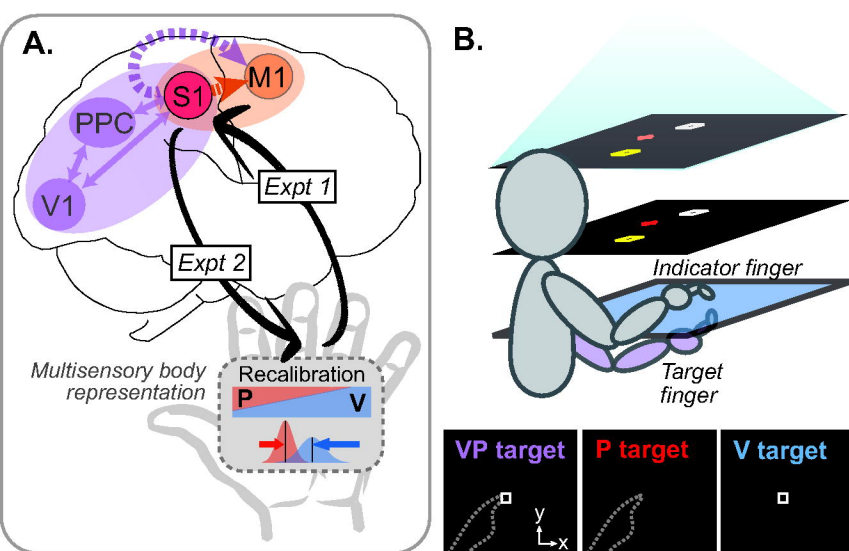 A.
S1
M1
PPC
V1
Expt 1
Expt 2
Multisensory body
representation
Recalibration
P
V
B.
Indicator finger
Target
finger
VP target
y
x
P target
V target